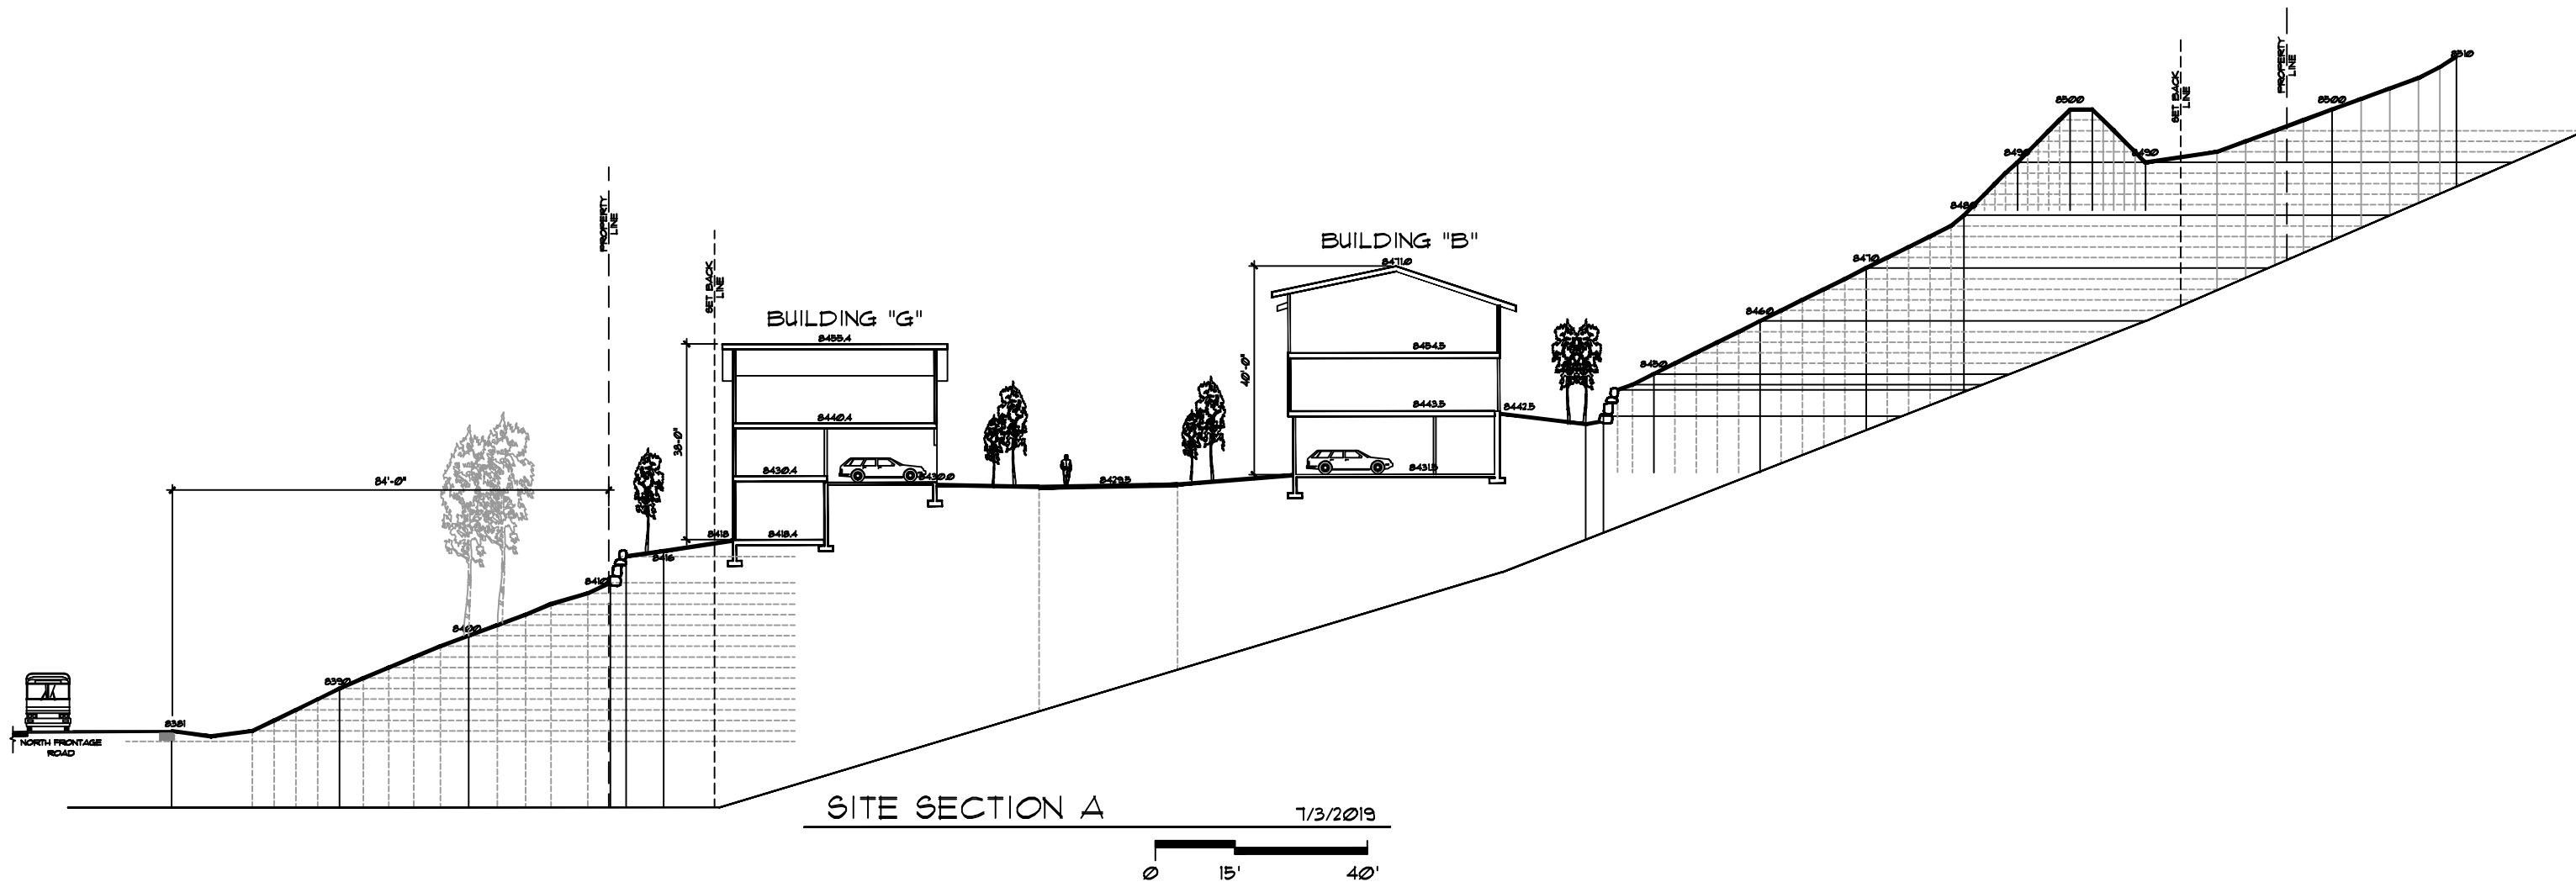 PROPERTY
LINE
SET BACK
LINE
BUILDING "G"
8455.4
38'-0"
8440.4
8430.4
8430.0
8418
8418.4
84'-0"
8416
8410
8400
8390
8381
NORTH FRONTAGE
ROAD
8429.5
BUILDING "B"
8471.0
40'-0"
8454.5
8443.5
8431.5
8442.5
8450
8460
8470
8480
8490
8500
8490
SET BACK
LINE
PROPERTY
LINE
8500
8510
SITE SECTION A
7/3/2019
0 15' 40'